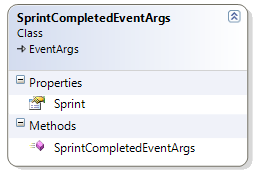 SprintCompletedEventArgs
Class
EventArgs
Properties
Sprint
Methods
SprintCompletedEventArgs